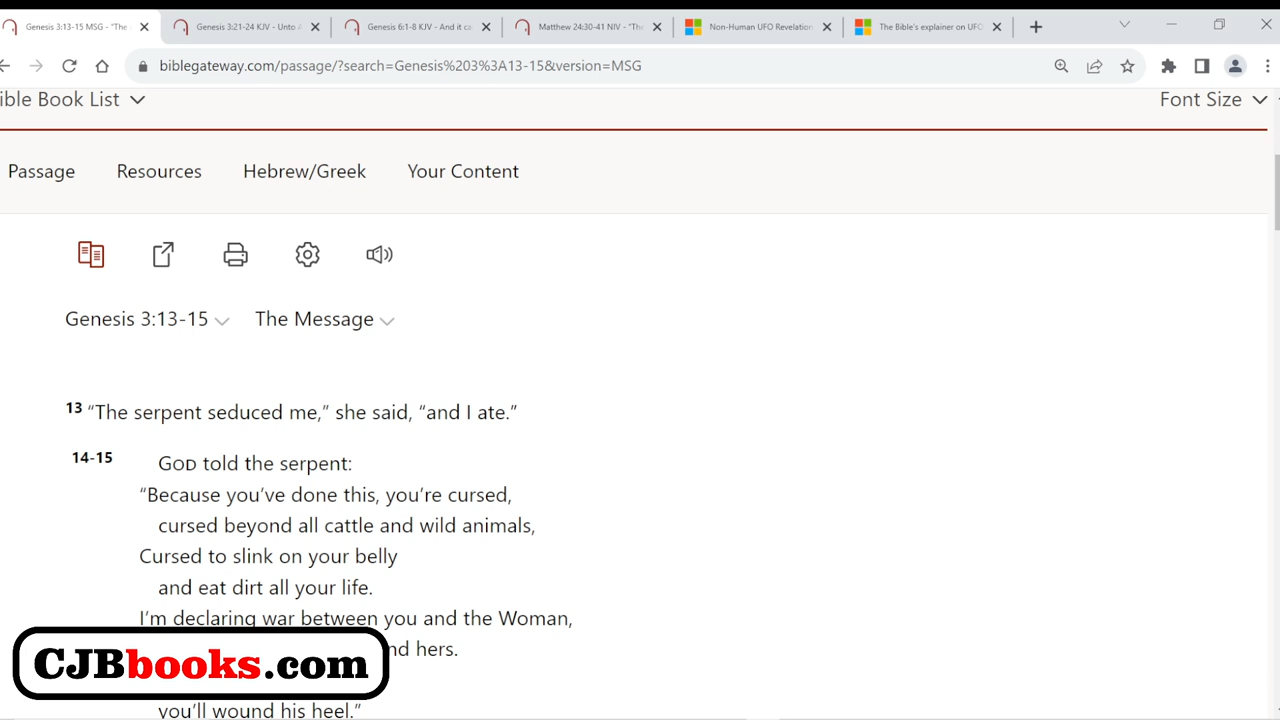 Genesis 3:13-15 MSG - "The
Genesis 3:21-24 KJV - Unto A
Genesis 6:1-8 KJV - And it ca
Matthew 24:30-41 NIV - "The
Non-Human UFO Revelation
The Bible's explainer on UFO
biblegateway.com/passage/?search=Genesis%203%3A13-15&version=MSG
ible Book List
Font Size
Passage Resources Hebrew/Greek Your Content
Genesis 3:13-15 The Message
13 “The serpent seduced me,” she said, “and I ate.”
14-15 GOD told the serpent:
“Because you’ve done this, you’re cursed,
cursed beyond all cattle and wild animals,
Cursed to slink on your belly
and eat dirt all your life.
I’m declaring war between you and the Woman,
nd hers.
you’ll wound his heel.”
CJBbooks.com